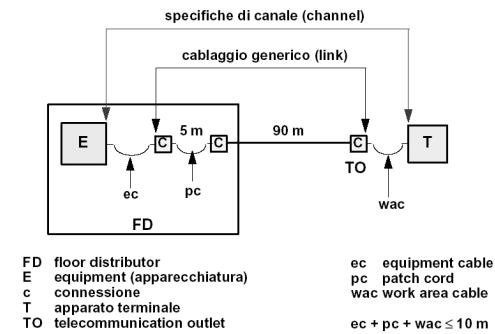 specifiche di canale (channel)
cablaggio generico (link)
E C 5 m C 90 m C T
TO
ec pc wac
FD
FD floor distributor
E equipment (apparecchiatura)
c connessione
T apparato terminale
TO telecommunication outlet
ec equipment cable
pc patch cord
wac work area cable
ec + pc + wac ≤ 10 m